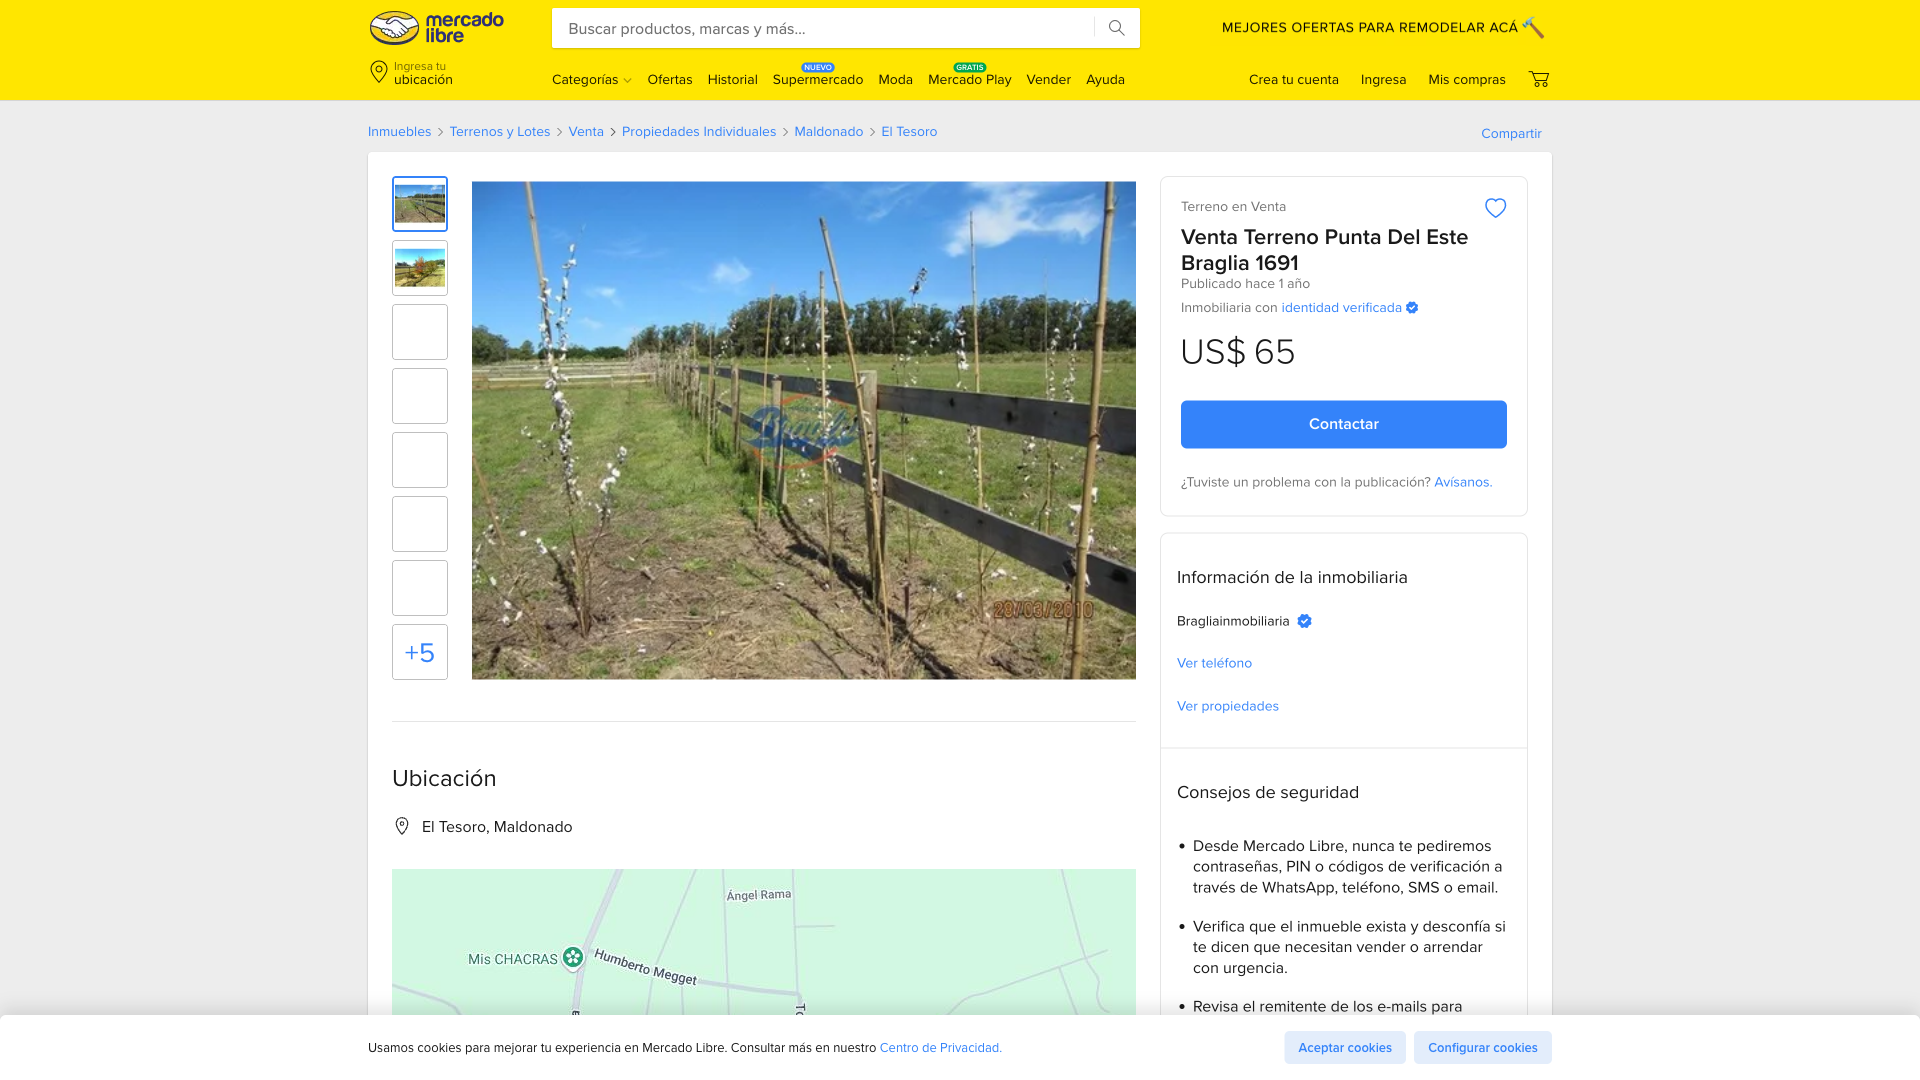 mercado
libre
Buscar productos, marcas y más...
MEJORES OFERTAS PARA REMODELAR ACÁ
Ingresa tu
ubicación
NUEVO
GRATIS
Categorías
Ofertas
Historial
Supermercado
Moda
Mercado Play
Vender
Ayuda
Crea tu cuenta
Ingresa
Mis compras
Inmuebles
Terrenos y Lotes
Venta
Propiedades Individuales
Maldonado
El Tesoro
Compartir
28/03/2010
+5
Terreno en Venta
Venta Terreno Punta Del Este
Braglia 1691
Publicado hace 1 año
Inmobiliaria con identidad verificada
US$ 65
Contactar
¿Tuviste un problema con la publicación? Avísanos.
Información de la inmobiliaria
Bragliainmobiliaria
Ver teléfono
Ver propiedades
Ubicación
El Tesoro, Maldonado
Ángel Rama
Mis CHACRAS
Humberto Megget
Consejos de seguridad
Desde Mercado Libre, nunca te pediremos
contraseñas, PIN o códigos de verificación a
través de WhatsApp, teléfono, SMS o email.
Verifica que el inmueble exista y desconfía si
te dicen que necesitan vender o arrendar
con urgencia.
Revisa el remitente de los e-mails para
Usamos cookies para mejorar tu experiencia en Mercado Libre. Consultar más en nuestro Centro de Privacidad.
Aceptar cookies
Configurar cookies